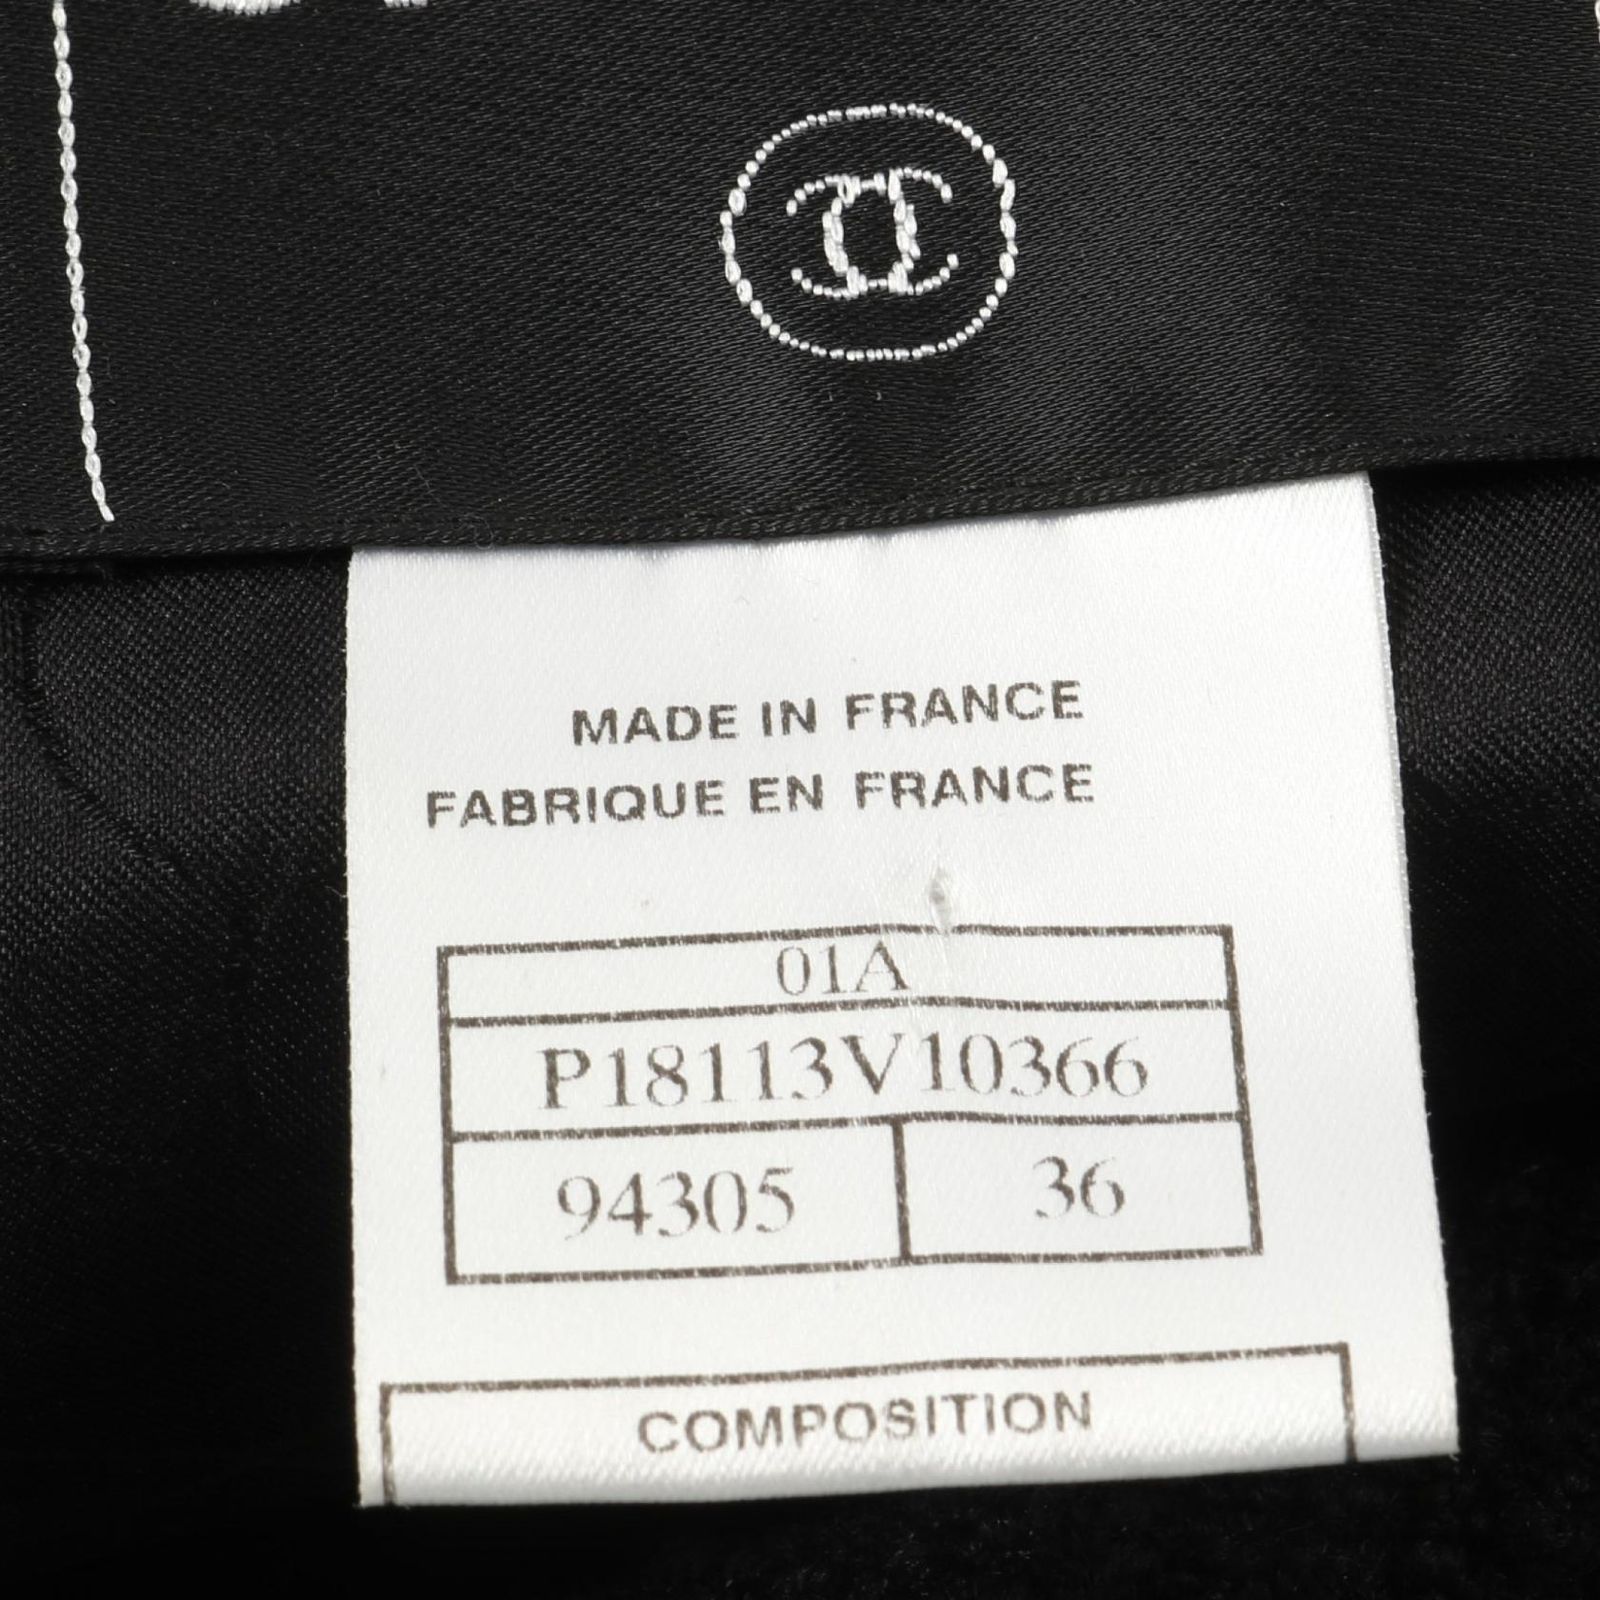 MADE IN FRANCE
FABRIQUE EN FRANCE
01A
P18113V10366
94305 36
COMPOSITION